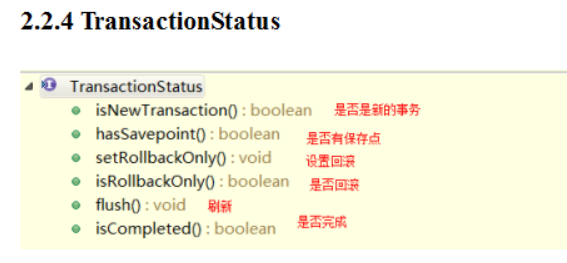 2.2.4 TransactionStatus
TransactionStatus
isNewTransaction() : boolean 是否是新的事务
hasSavepoint() : boolean 是否有保存点
setRollbackOnly() : void 设置回滚
isRollbackOnly() : boolean 是否回滚
flush() : void 刷新
isCompleted() : boolean 是否完成